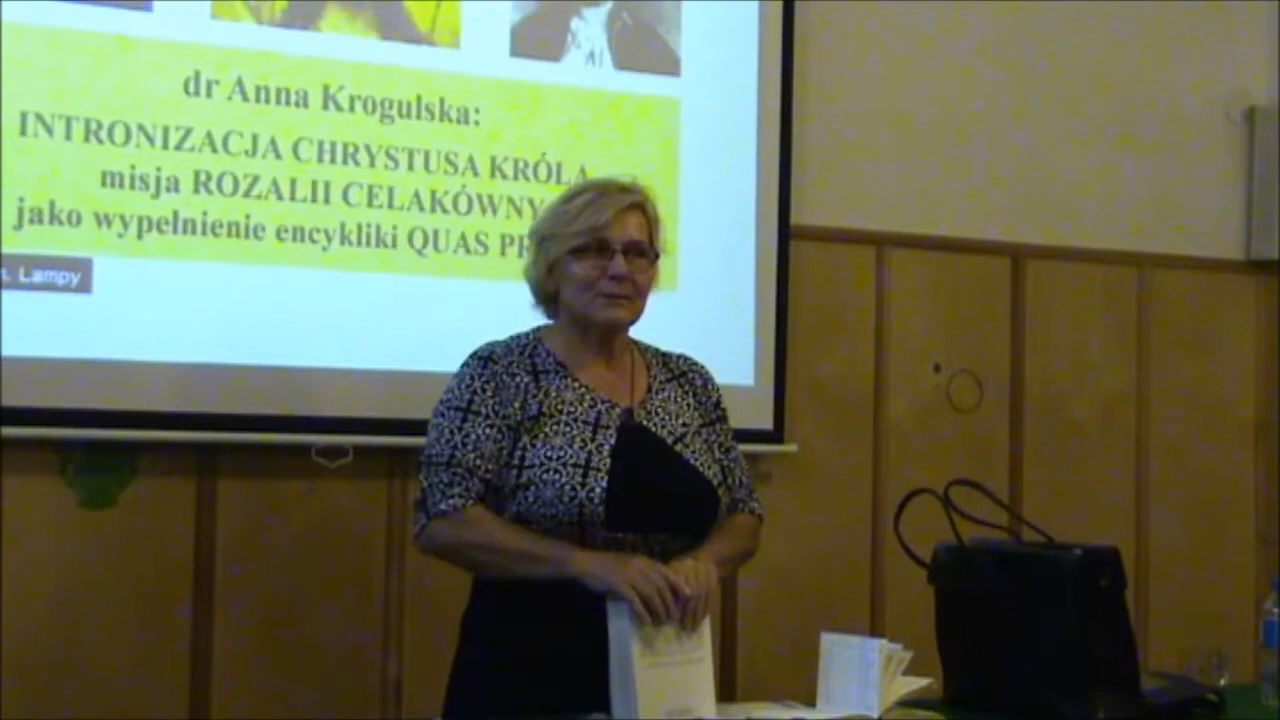 dr Anna Krogulska:
INTRONIZACJA CHRYSTUSA KRÓLA
misja ROZALII CELAKÓWNY
jako wypełnienie encykliki QUAS
Lampy